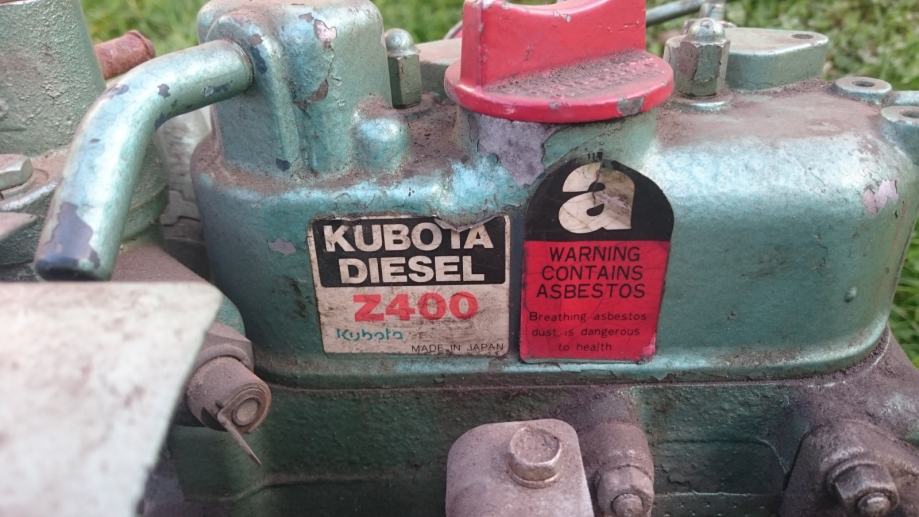 KUBOTA
DIESEL
Z400
Kubota
MADE IN JAPAN
a
WARNING
CONTAINS
ASBESTOS
Breathing asbestos
dust is dangerous
to health